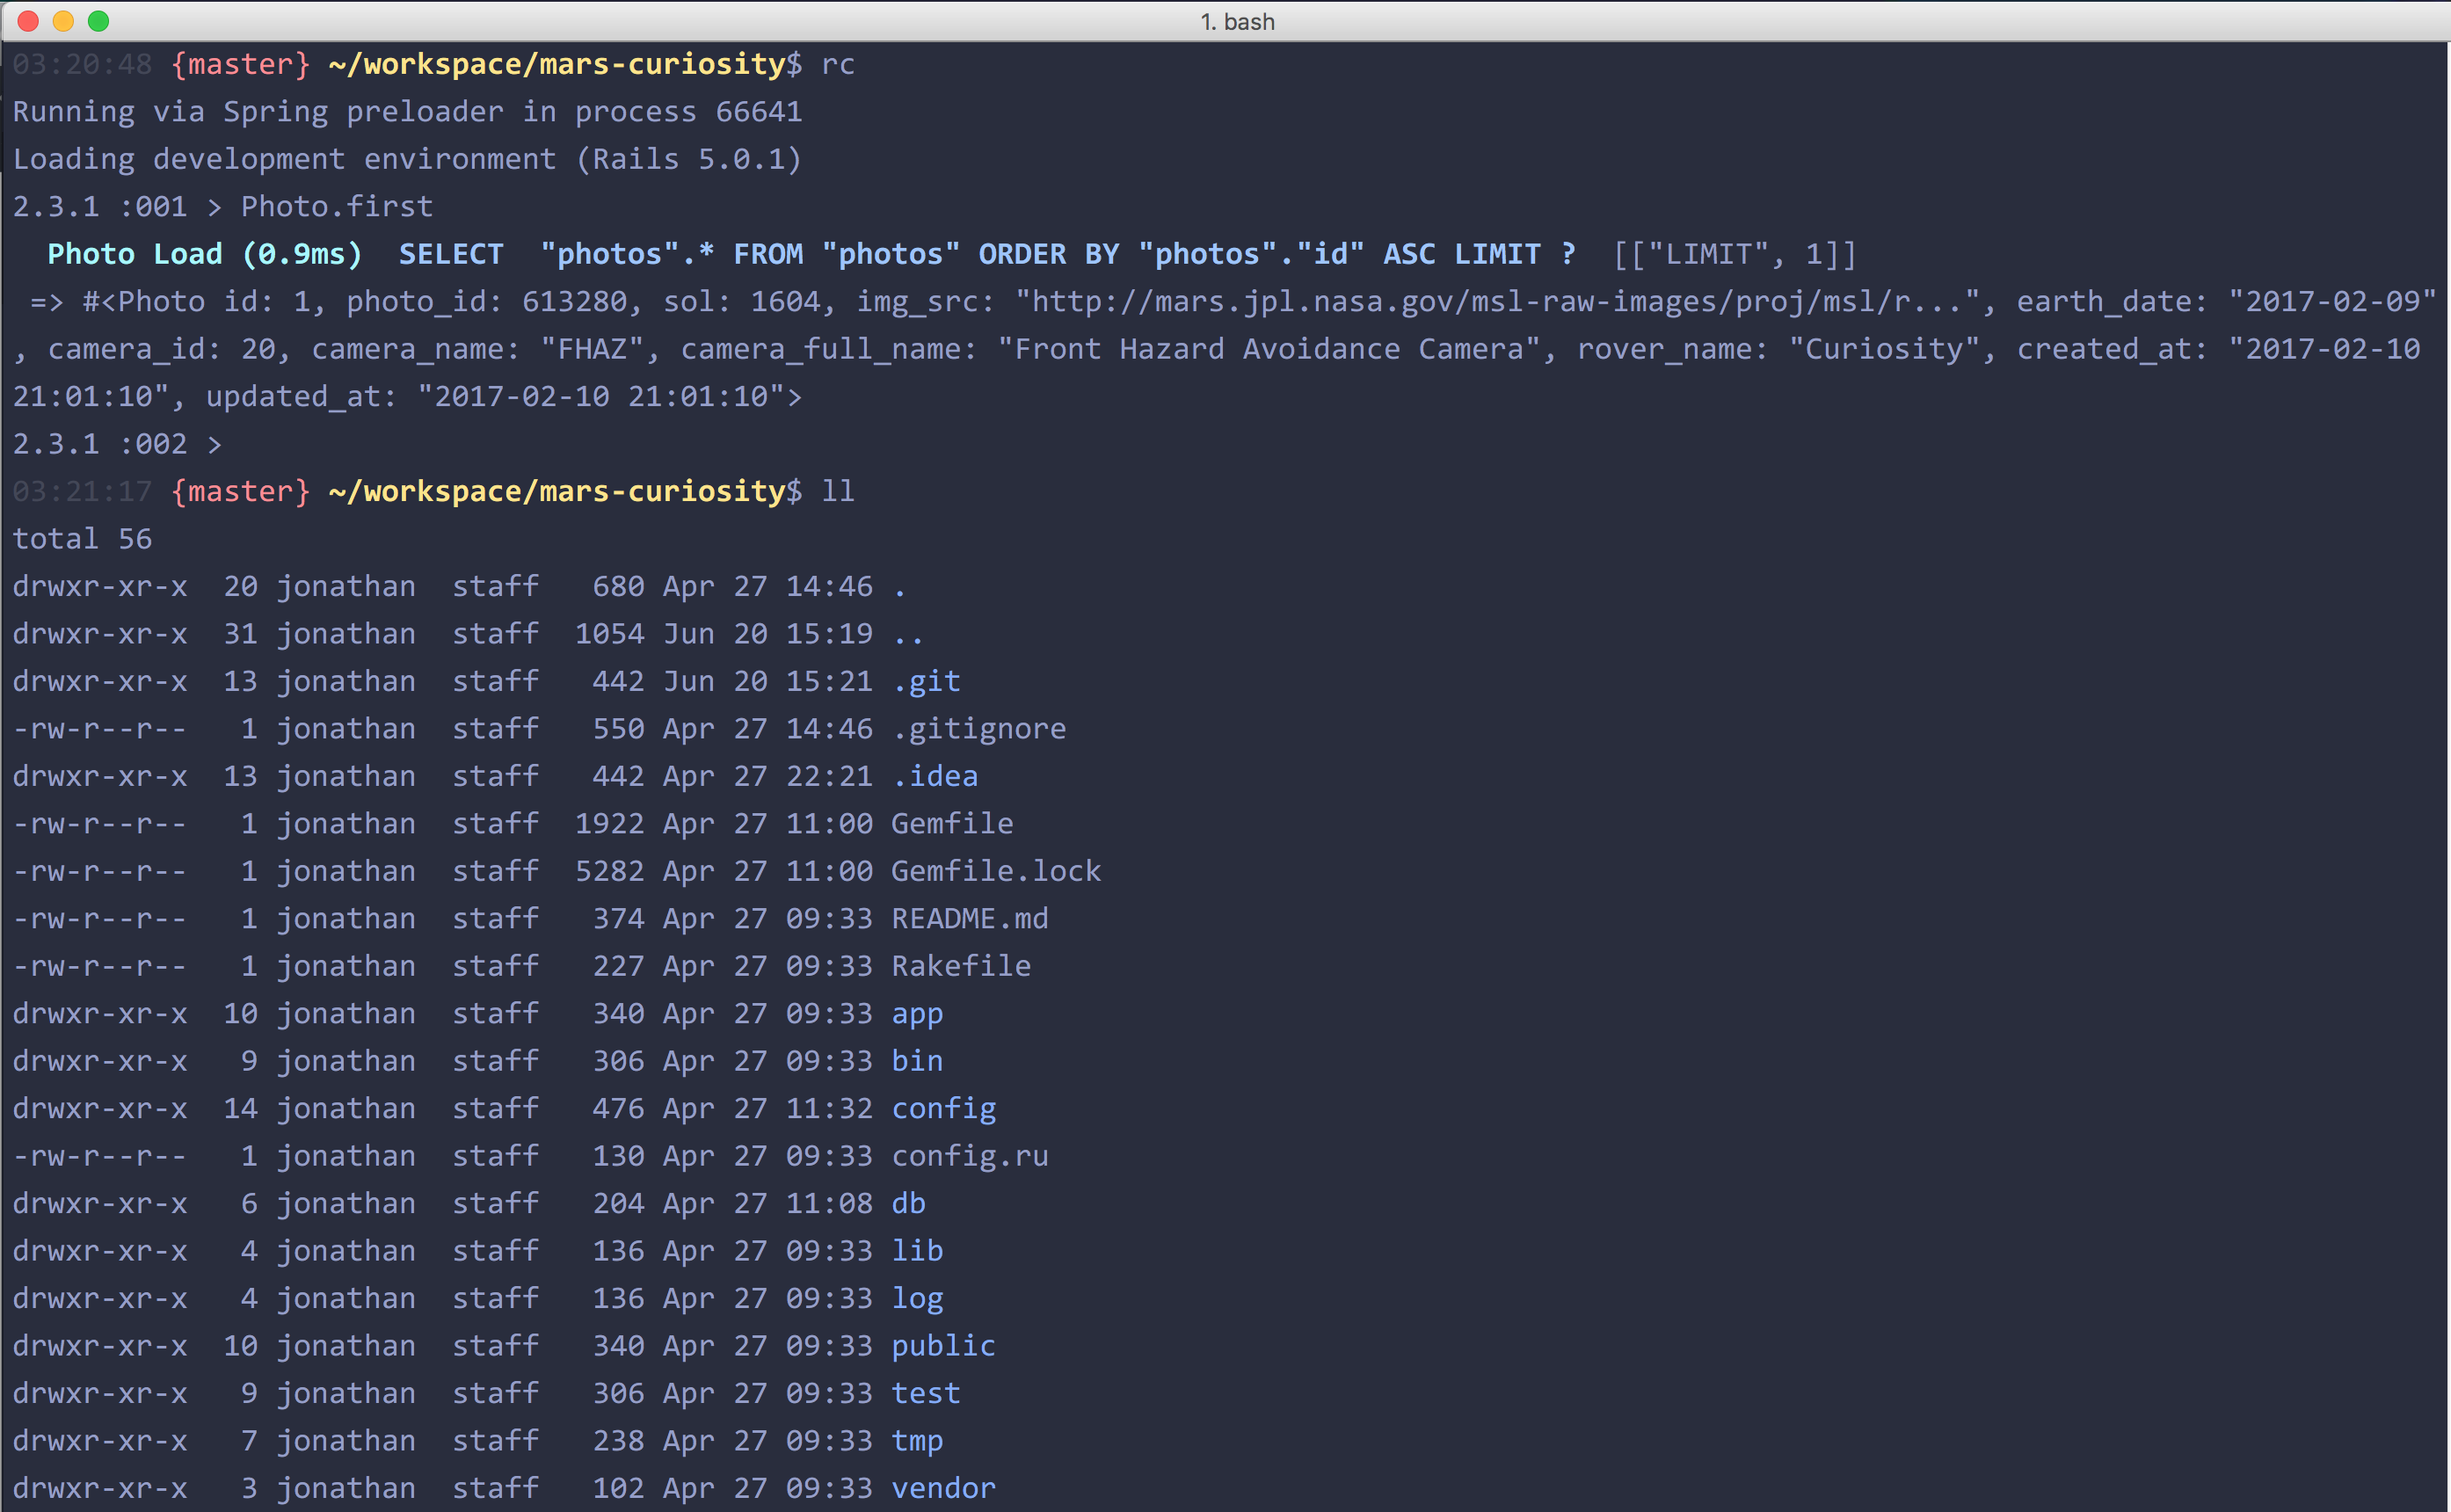 1. bash
03:20:48 {master} ~/workspace/mars-curiosity$ rc
Running via Spring preloader in process 66641
Loading development environment (Rails 5.0.1)
2.3.1 :001 > Photo.first
  Photo Load (0.9ms)  SELECT  "photos".* FROM "photos" ORDER BY "photos"."id" ASC LIMIT ?  [["LIMIT", 1]]
 => #<Photo id: 1, photo_id: 613280, sol: 1604, img_src: "http://mars.jpl.nasa.gov/msl-raw-images/proj/msl/r...", earth_date: "2017-02-09"
, camera_id: 20, camera_name: "FHAZ", camera_full_name: "Front Hazard Avoidance Camera", rover_name: "Curiosity", created_at: "2017-02-10
21:01:10", updated_at: "2017-02-10 21:01:10">
2.3.1 :002 >
03:21:17 {master} ~/workspace/mars-curiosity$ ll
total 56
drwxr-xr-x  20 jonathan  staff   680 Apr 27 14:46 .
drwxr-xr-x  31 jonathan  staff  1054 Jun 20 15:19 ..
drwxr-xr-x  13 jonathan  staff   442 Jun 20 15:21 .git
-rw-r--r--   1 jonathan  staff   550 Apr 27 14:46 .gitignore
drwxr-xr-x  13 jonathan  staff   442 Apr 27 22:21 .idea
-rw-r--r--   1 jonathan  staff  1922 Apr 27 11:00 Gemfile
-rw-r--r--   1 jonathan  staff  5282 Apr 27 11:00 Gemfile.lock
-rw-r--r--   1 jonathan  staff   374 Apr 27 09:33 README.md
-rw-r--r--   1 jonathan  staff   227 Apr 27 09:33 Rakefile
drwxr-xr-x  10 jonathan  staff   340 Apr 27 09:33 app
drwxr-xr-x   9 jonathan  staff   306 Apr 27 09:33 bin
drwxr-xr-x  14 jonathan  staff   476 Apr 27 11:32 config
-rw-r--r--   1 jonathan  staff   130 Apr 27 09:33 config.ru
drwxr-xr-x   6 jonathan  staff   204 Apr 27 11:08 db
drwxr-xr-x   4 jonathan  staff   136 Apr 27 09:33 lib
drwxr-xr-x   4 jonathan  staff   136 Apr 27 09:33 log
drwxr-xr-x  10 jonathan  staff   340 Apr 27 09:33 public
drwxr-xr-x   9 jonathan  staff   306 Apr 27 09:33 test
drwxr-xr-x   7 jonathan  staff   238 Apr 27 09:33 tmp
drwxr-xr-x   3 jonathan  staff   102 Apr 27 09:33 vendor